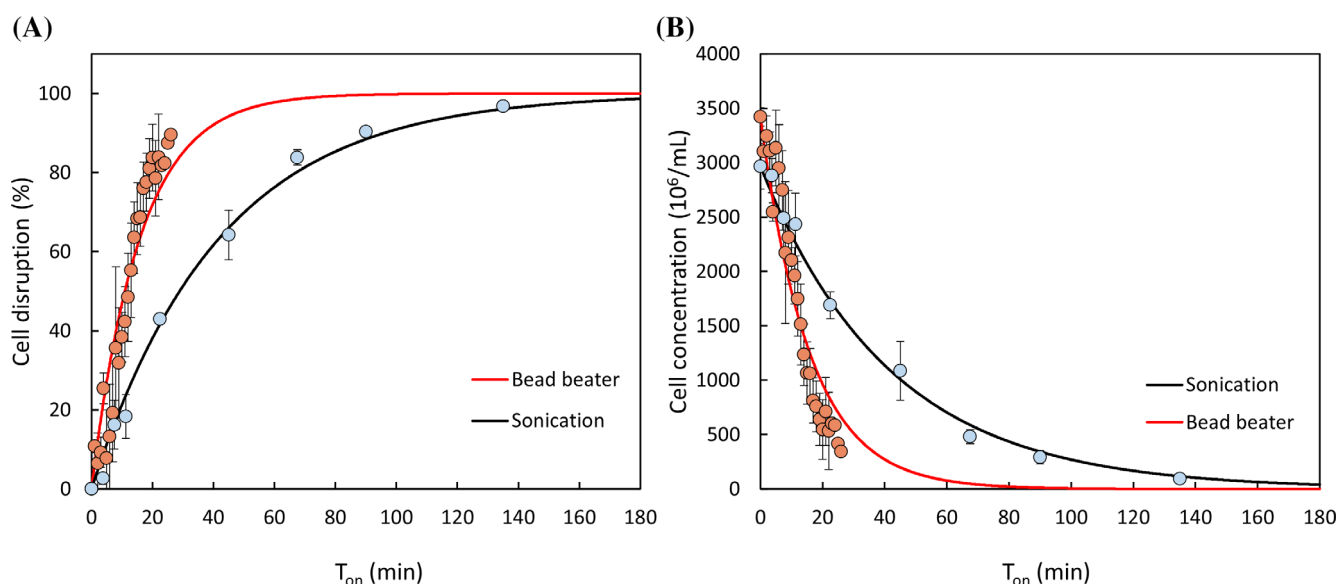 (A)
Cell disruption (%)
100
80
60
40
20
0
0 20 40 60 80 100 120 140 160 180
T_on (min)
Bead beater
Sonication
(B)
Cell concentration (10⁶/mL)
4000
3500
3000
2500
2000
1500
1000
500
0
0 20 40 60 80 100 120 140 160 180
T_on (min)
Sonication
Bead beater